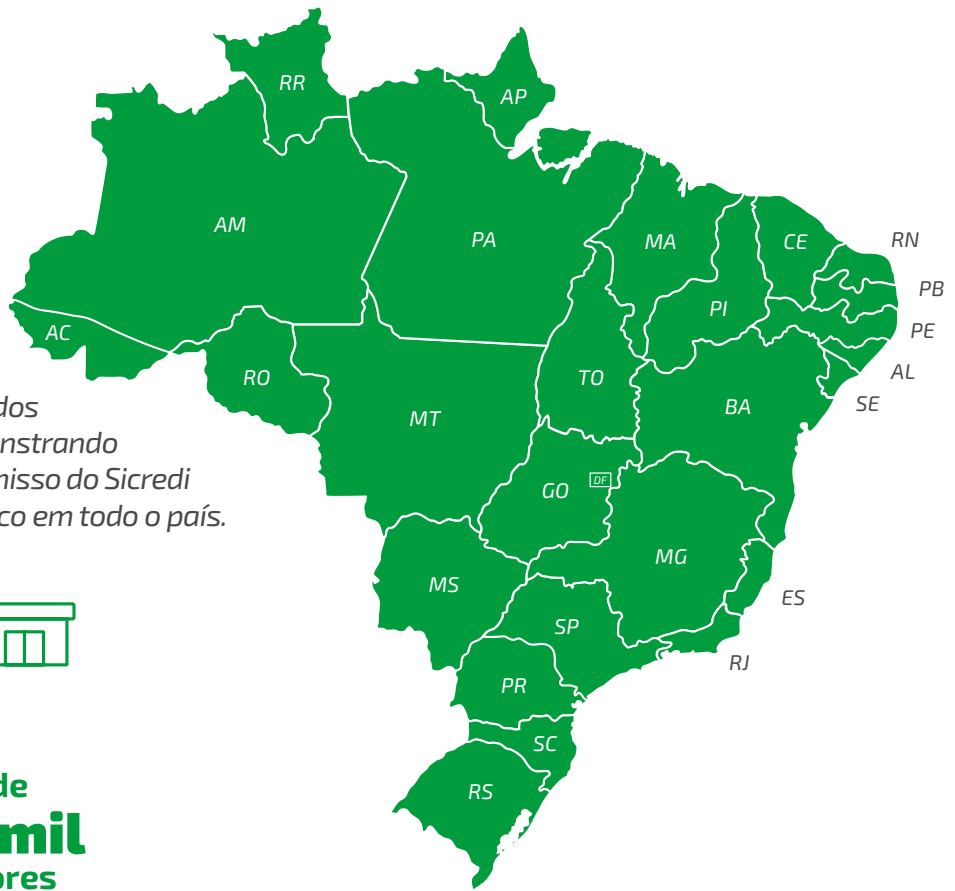 RR
AP
AM
PA
MA
CE
RN
PB
PI
PE
AC
AL
RO
TO
SE
MT
BA
dos
nstrando
nisso do Sicredi
co em todo o país.
GO
DF
MG
MS
ES
SP
RJ
PR
SC
RS
de
mil
ores